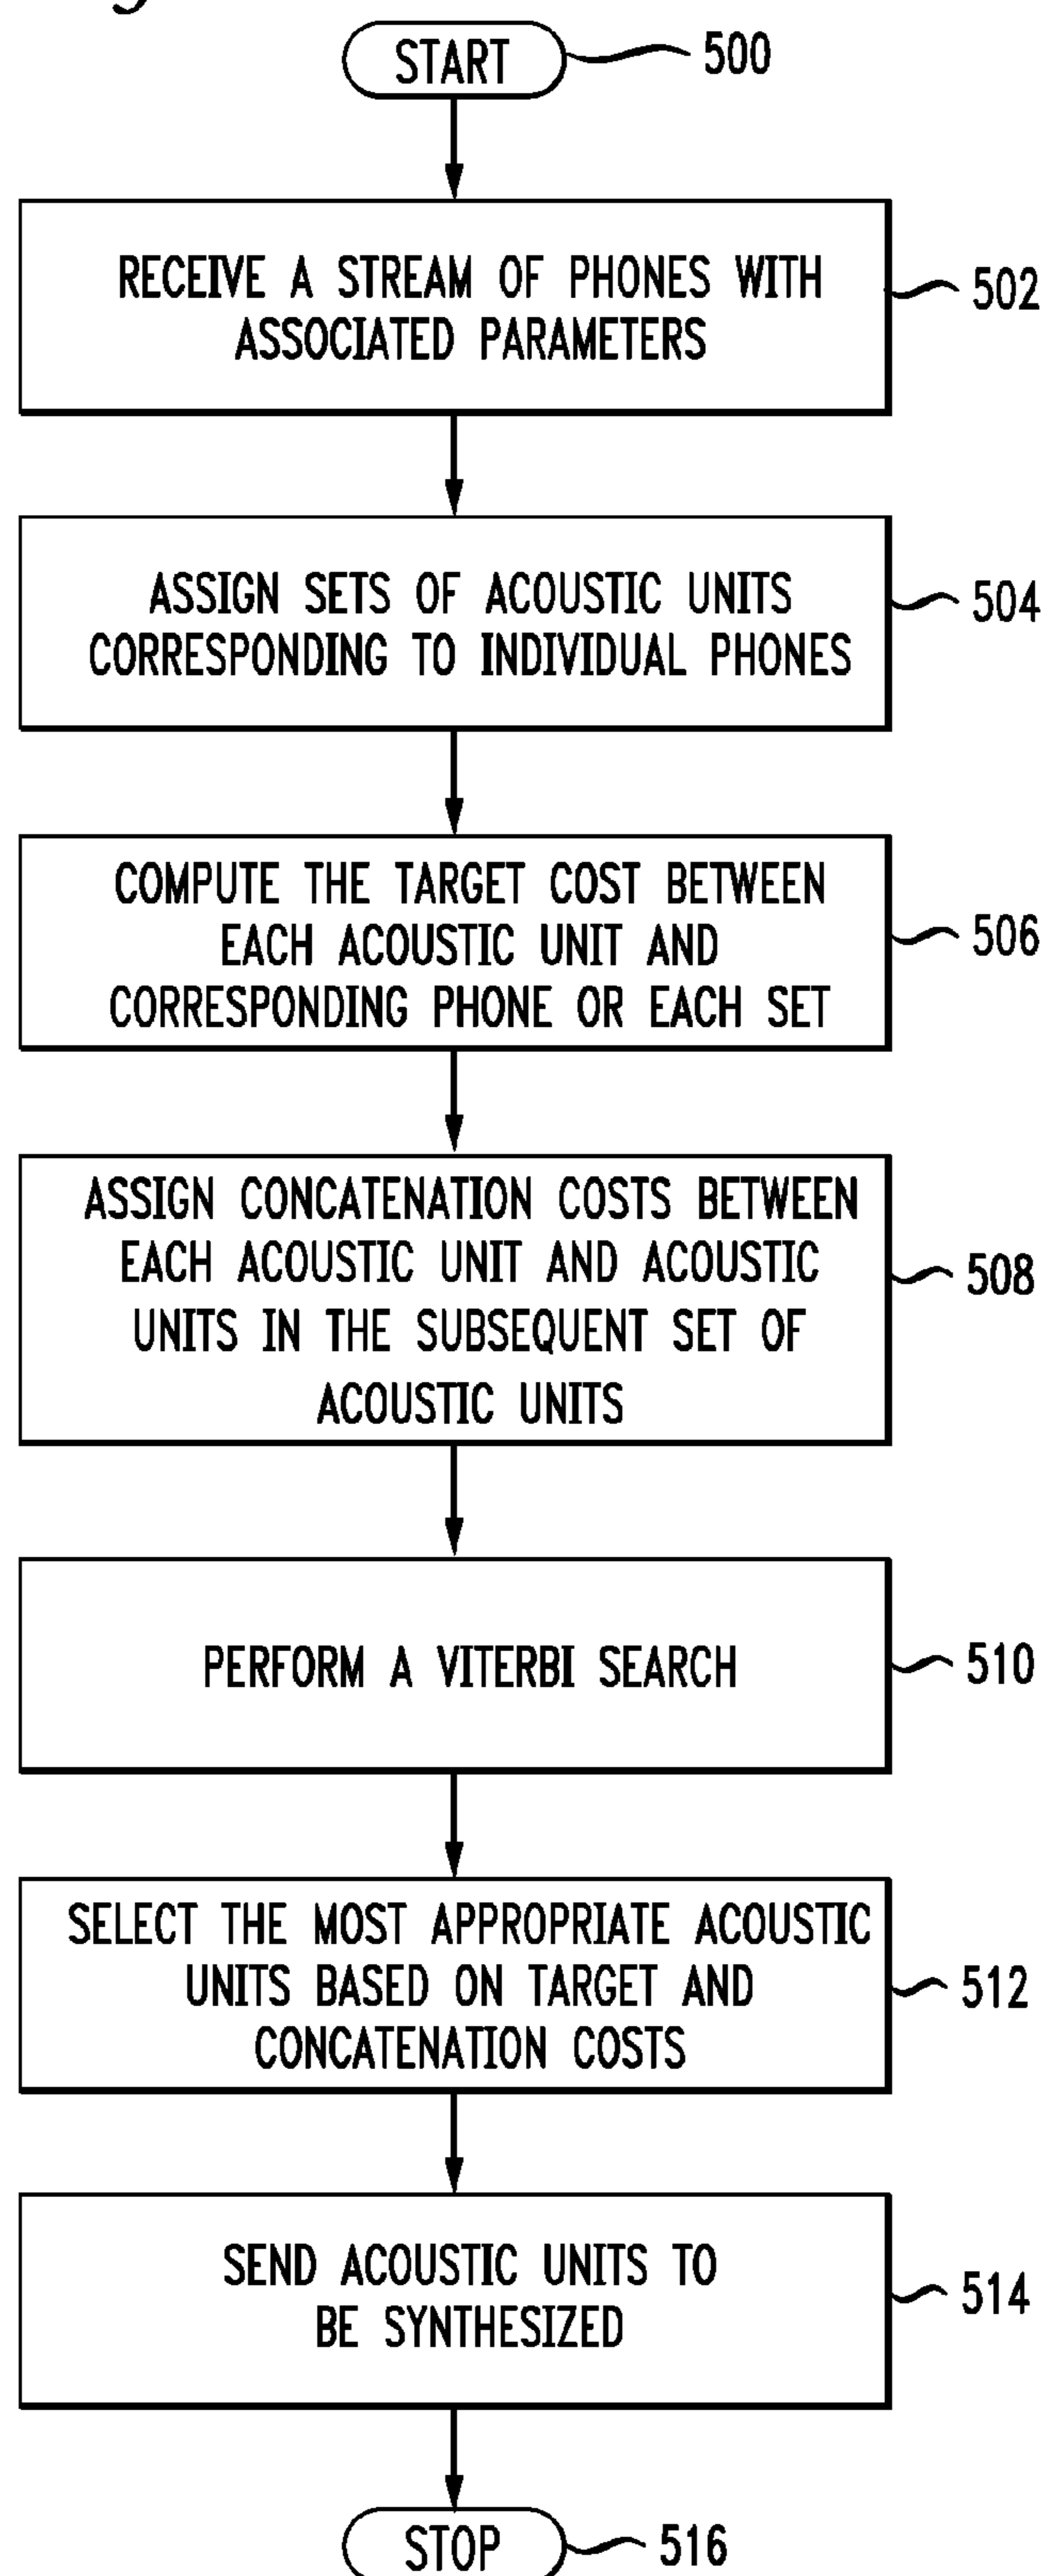 START
500
RECEIVE A STREAM OF PHONES WITH
ASSOCIATED PARAMETERS
502
ASSIGN SETS OF ACOUSTIC UNITS
CORRESPONDING TO INDIVIDUAL PHONES
504
COMPUTE THE TARGET COST BETWEEN
EACH ACOUSTIC UNIT AND
CORRESPONDING PHONE OR EACH SET
506
ASSIGN CONCATENATION COSTS BETWEEN
EACH ACOUSTIC UNIT AND ACOUSTIC
UNITS IN THE SUBSEQUENT SET OF
ACOUSTIC UNITS
508
PERFORM A VITERBI SEARCH
510
SELECT THE MOST APPROPRIATE ACOUSTIC
UNITS BASED ON TARGET AND
CONCATENATION COSTS
512
SEND ACOUSTIC UNITS TO
BE SYNTHESIZED
514
STOP
516